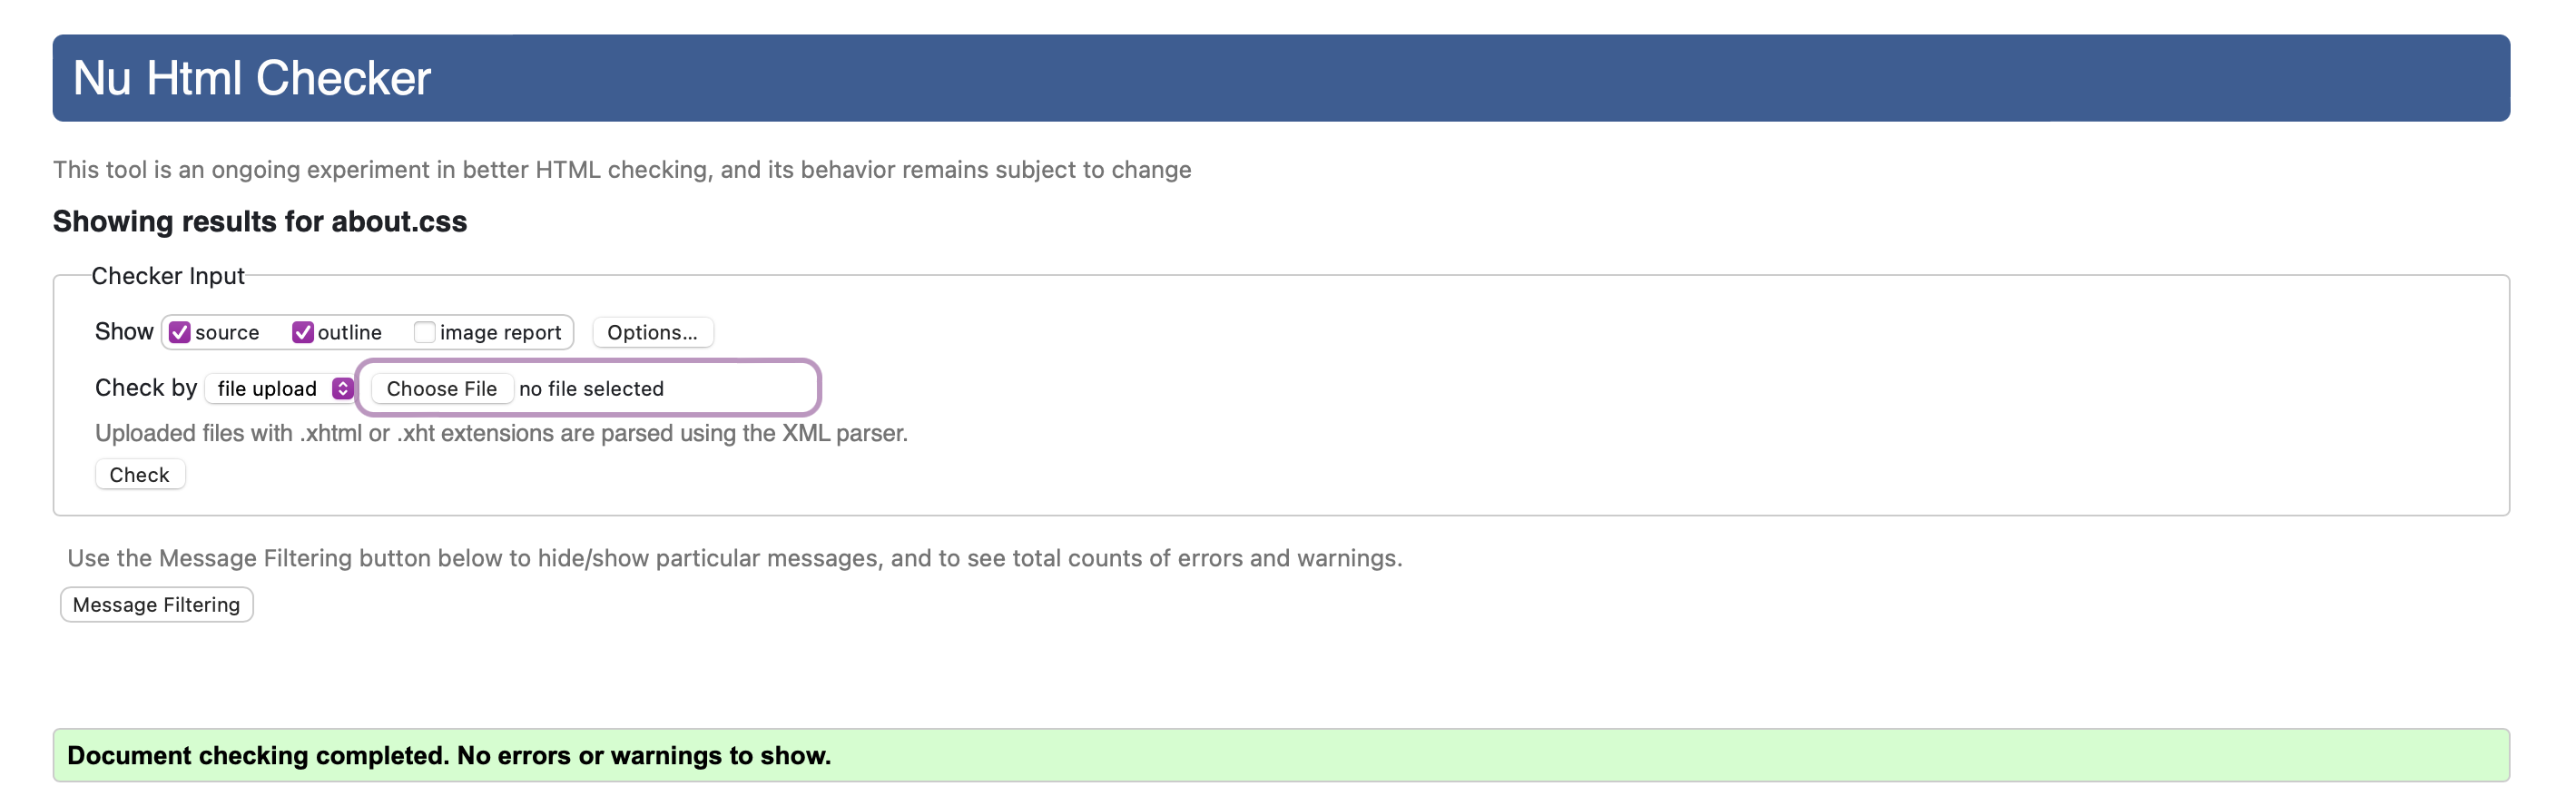 Nu Html Checker
This tool is an ongoing experiment in better HTML checking, and its behavior remains subject to change
Showing results for about.css
Checker Input
Show source outline image report Options...
Check by file upload Choose File no file selected
Uploaded files with .xhtml or .xht extensions are parsed using the XML parser.
Check
Use the Message Filtering button below to hide/show particular messages, and to see total counts of errors and warnings.
Message Filtering
Document checking completed. No errors or warnings to show.